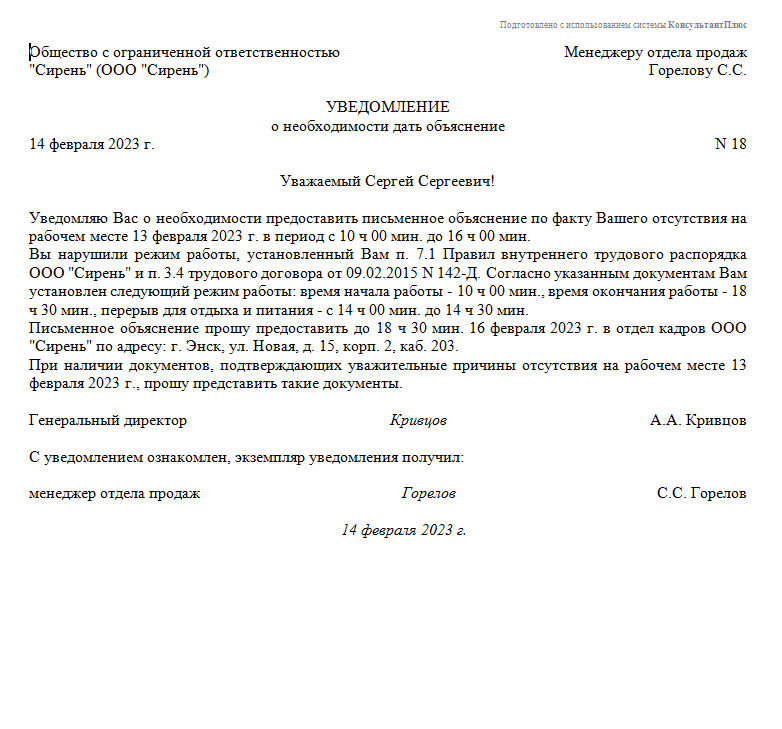 Подготовлено с использованием системы КонсультантПлюс
Общество с ограниченной ответственностью Менеджеру отдела продаж
"Сирень" (ООО "Сирень") Горелову С.С.
УВЕДОМЛЕНИЕ
о необходимости дать объяснение
14 февраля 2023 г. N 18
Уважаемый Сергей Сергеевич!
Уведомляю Вас о необходимости предоставить письменное объяснение по факту Вашего отсутствия на
рабочем месте 13 февраля 2023 г. в период с 10 ч 00 мин. до 16 ч 00 мин.
Вы нарушили режим работы, установленный Вам п. 7.1 Правил внутреннего трудового распорядка
ООО "Сирень" и п. 3.4 трудового договора от 09.02.2015 N 142-Д. Согласно указанным документам Вам
установлен следующий режим работы: время начала работы - 10 ч 00 мин., время окончания работы - 18
ч 30 мин., перерыв для отдыха и питания - с 14 ч 00 мин. до 14 ч 30 мин.
Письменное объяснение прошу предоставить до 18 ч 30 мин. 16 февраля 2023 г. в отдел кадров ООО
"Сирень" по адресу: г. Энск, ул. Новая, д. 15, корп. 2, каб. 203.
При наличии документов, подтверждающих уважительные причины отсутствия на рабочем месте 13
февраля 2023 г., прошу представить такие документы.
Генеральный директор Кривцов А.А. Кривцов
С уведомлением ознакомлен, экземпляр уведомления получил:
менеджер отдела продаж Горелов С.С. Горелов
14 февраля 2023 г.